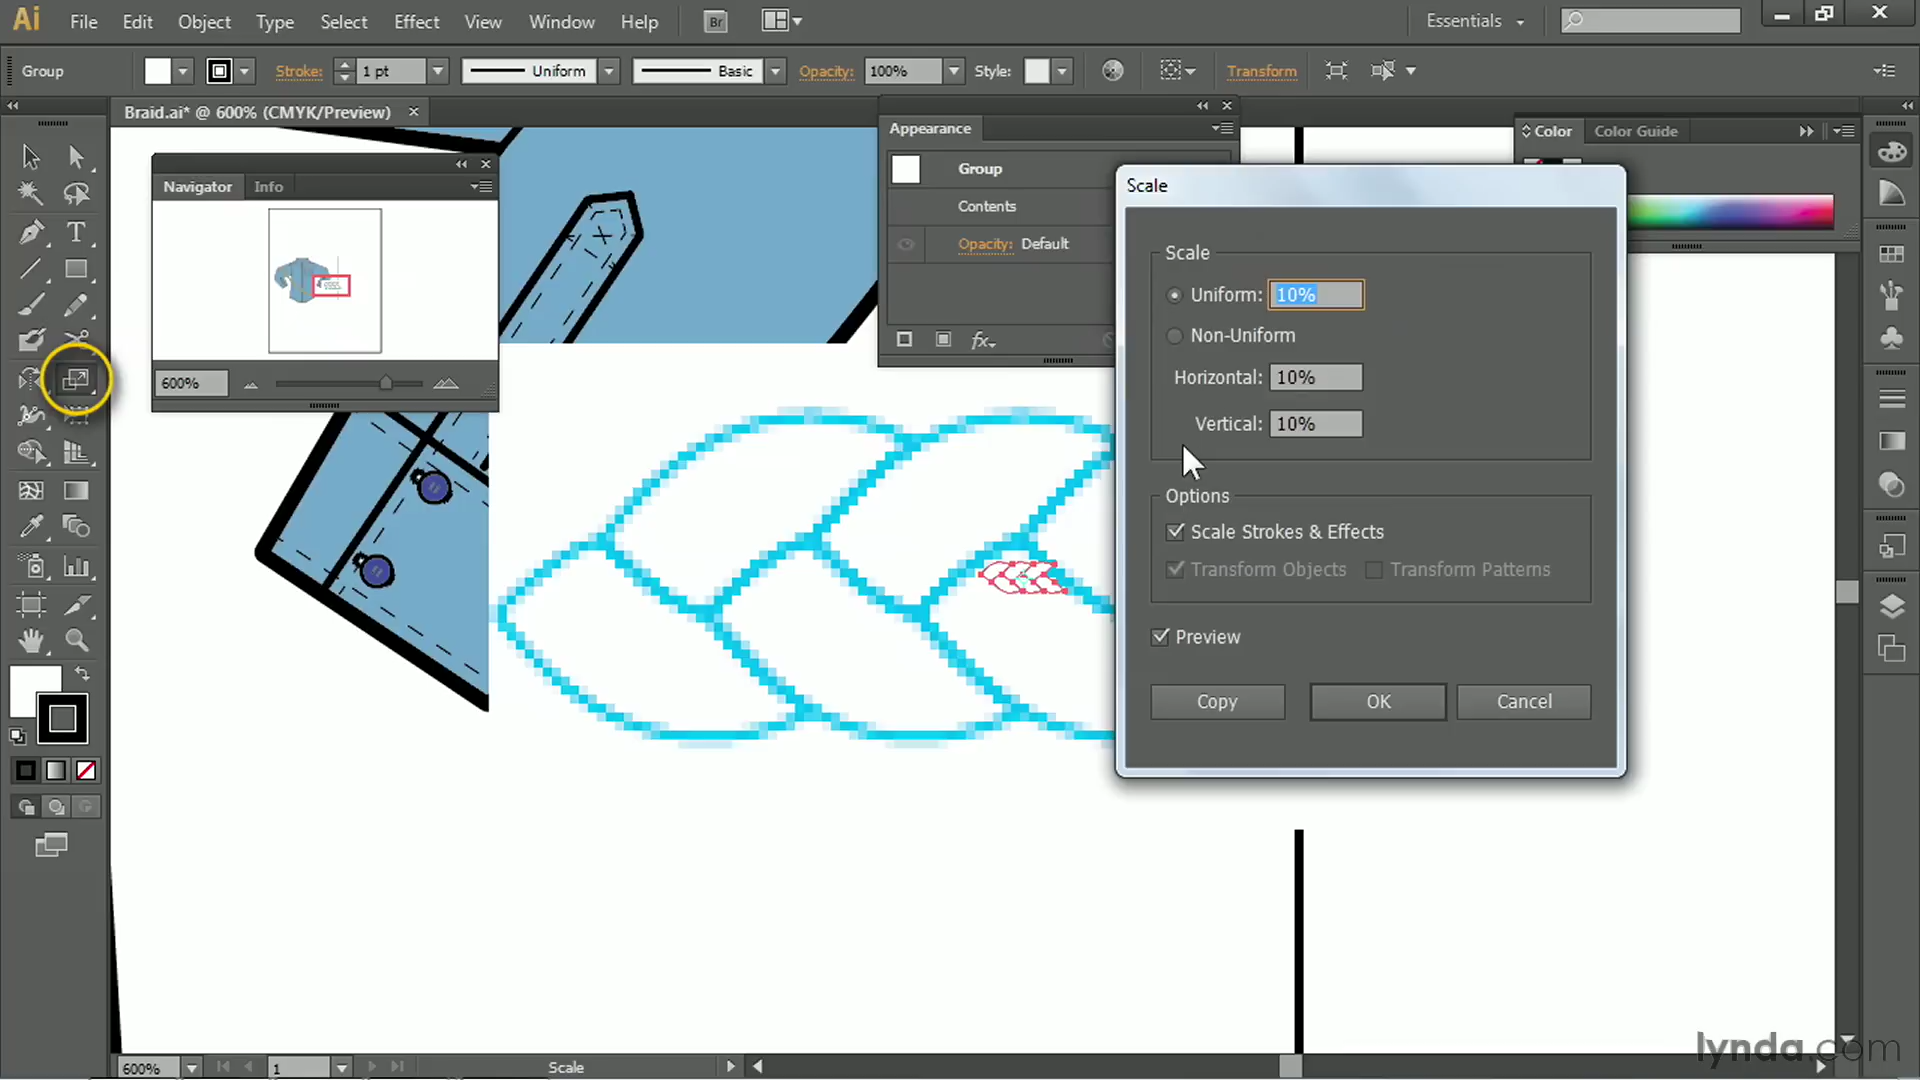 Ai File Edit Object Type Select Effect View Window Help Br Essentials
Group Stroke: 1 pt Uniform Basic Opacity: 100% Style: Transform
Braid.ai* @ 600% (CMYK/Preview)
Appearance
Color Color Guide
Navigator Info
Group
Contents
Opacity: Default
fx
600%
Scale
Scale
Uniform: 10%
Non-Uniform
Horizontal: 10%
Vertical: 10%
Options
Scale Strokes & Effects
Transform Objects Transform Patterns
Preview
Copy OK Cancel
T
lynda.com
600% 1 Scale